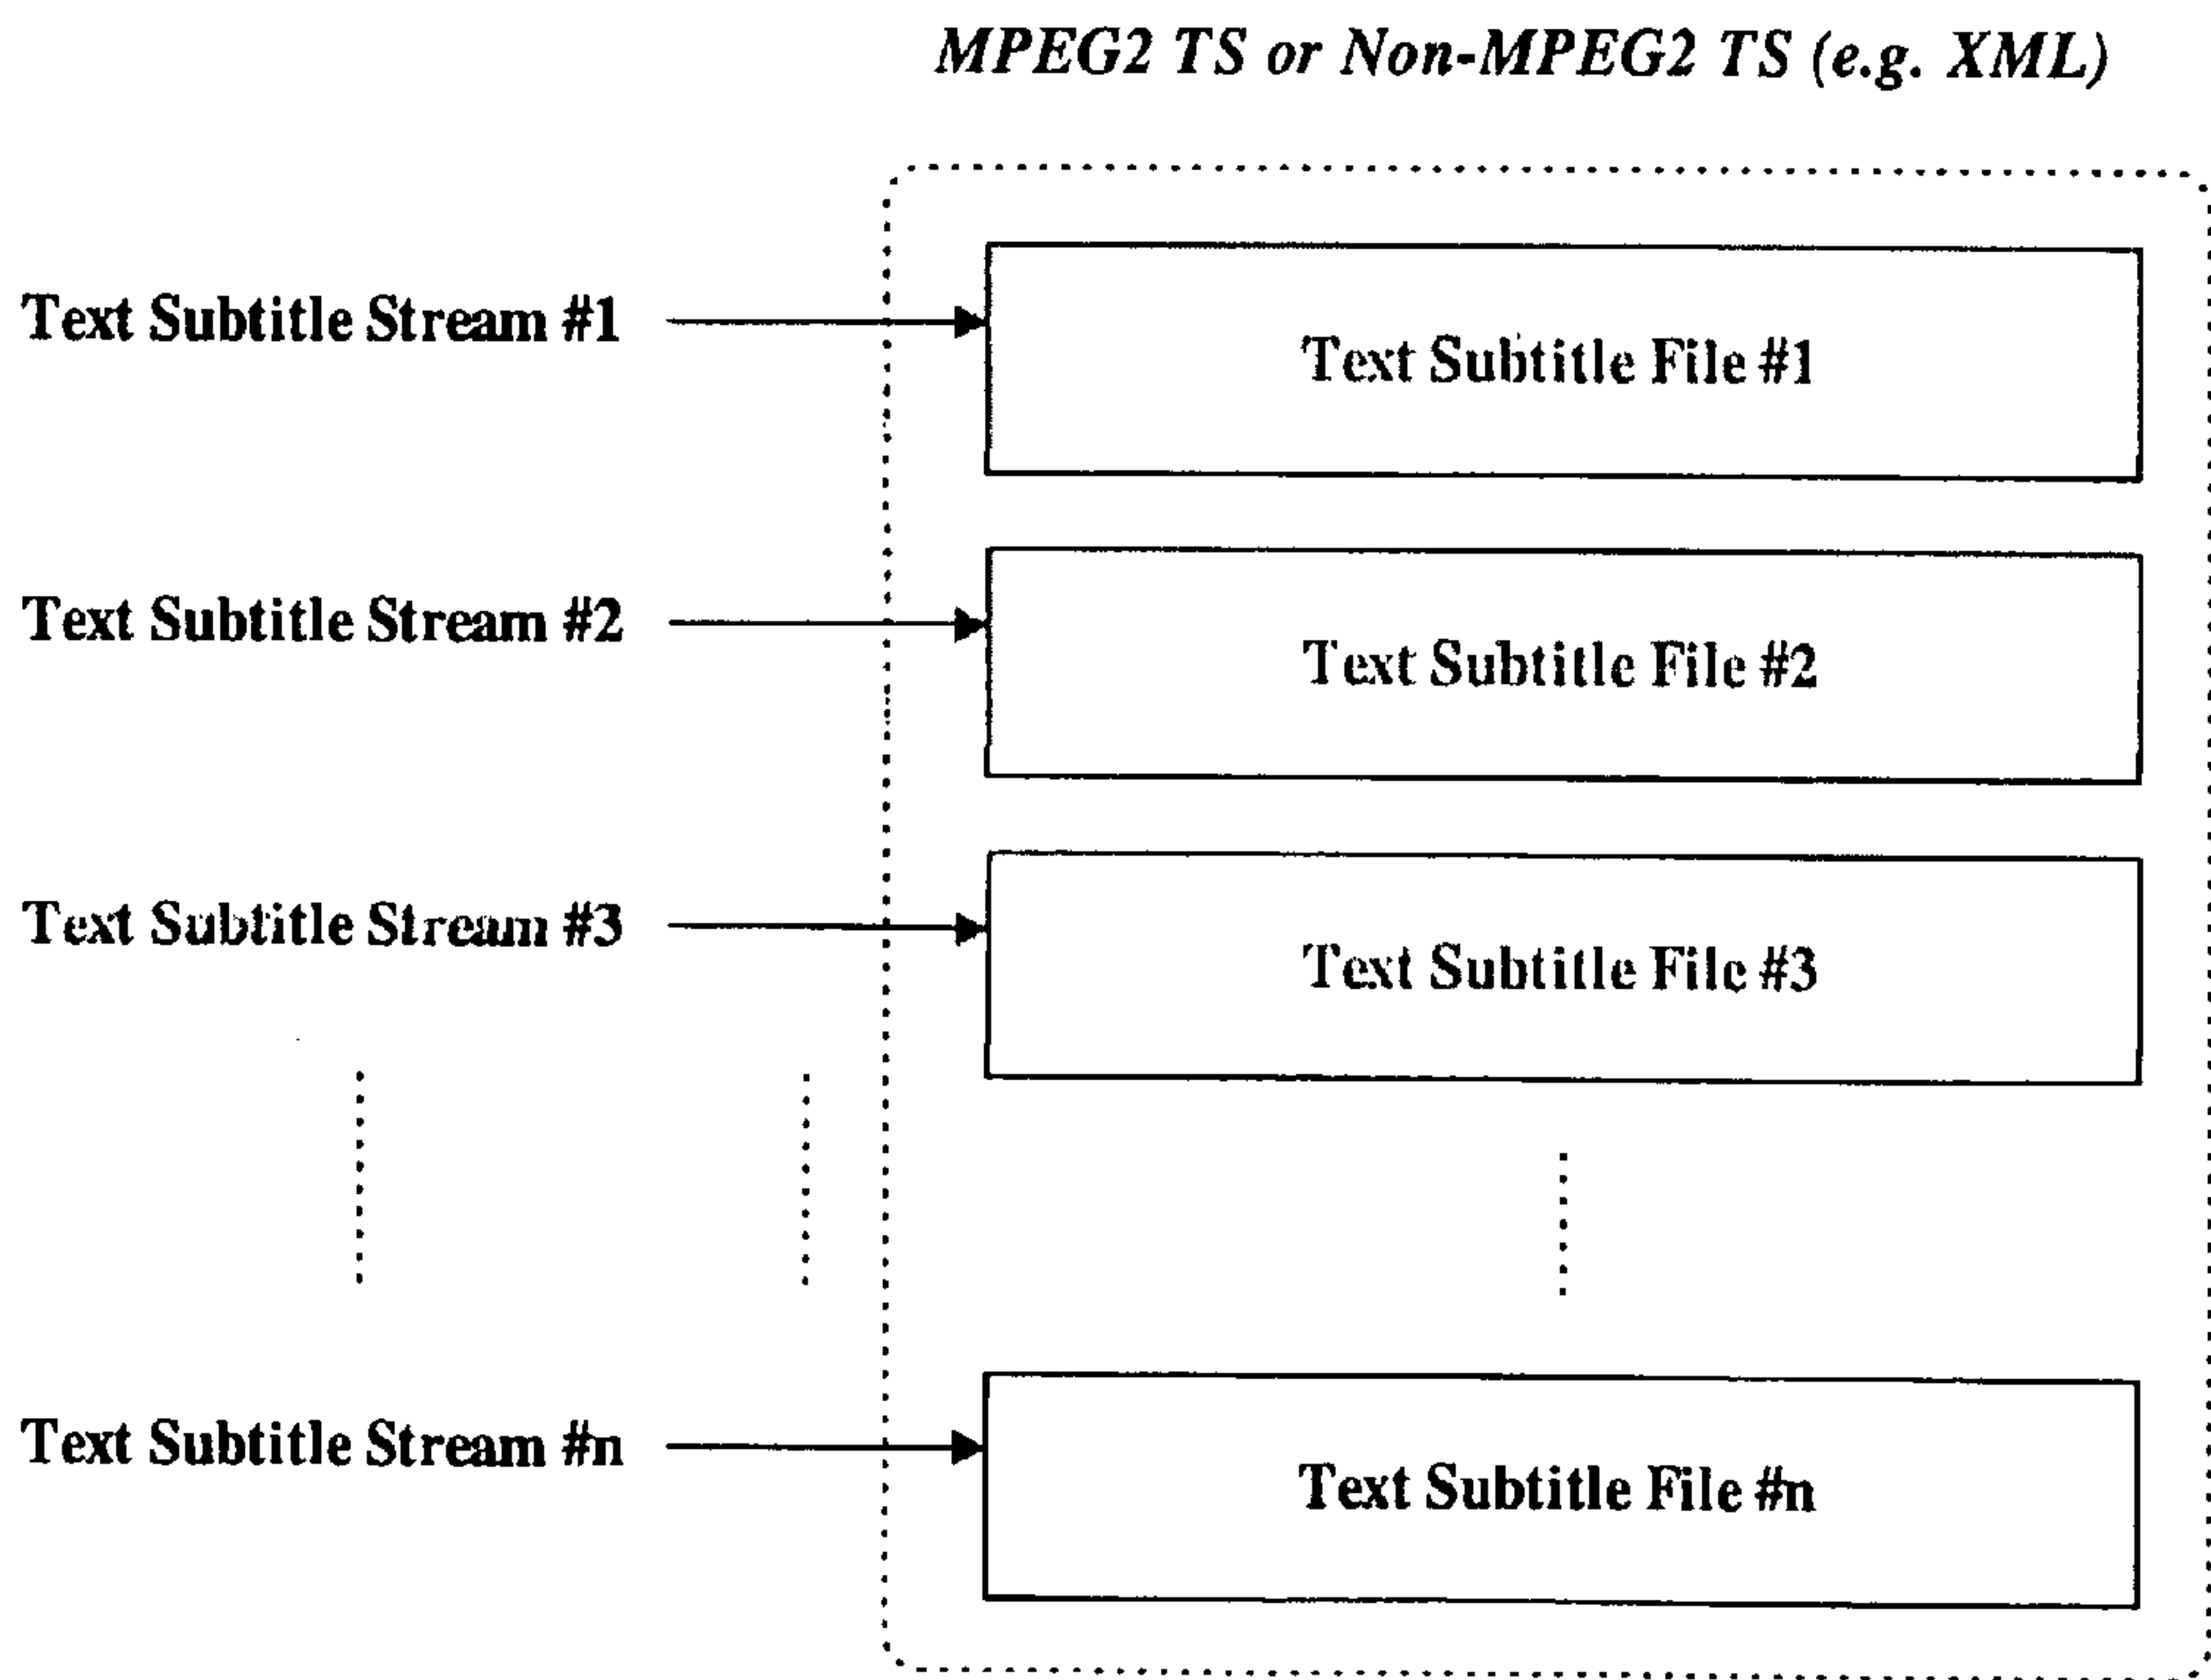 MPEG2 TS or Non-MPEG2 TS (e.g. XML)
Text Subtitle Stream #1
Text Subtitle File #1
Text Subtitle Stream #2
Text Subtitle File #2
Text Subtitle Stream #3
Text Subtitle File #3
Text Subtitle Stream #n
Text Subtitle File #n